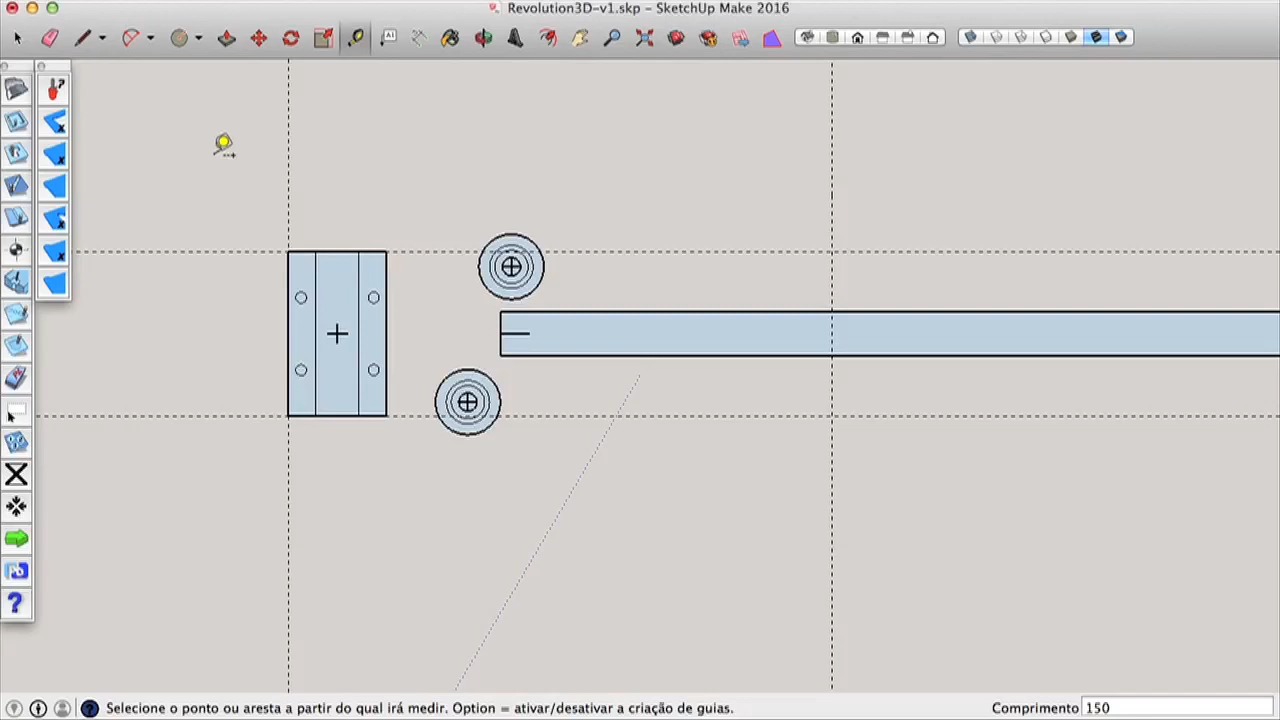 Revolution3D-v1.skp - SketchUp Make 2016
Selecione o ponto ou aresta a partir do qual irá medir. Option = ativar/desativar a criação de guias.
Comprimento 150